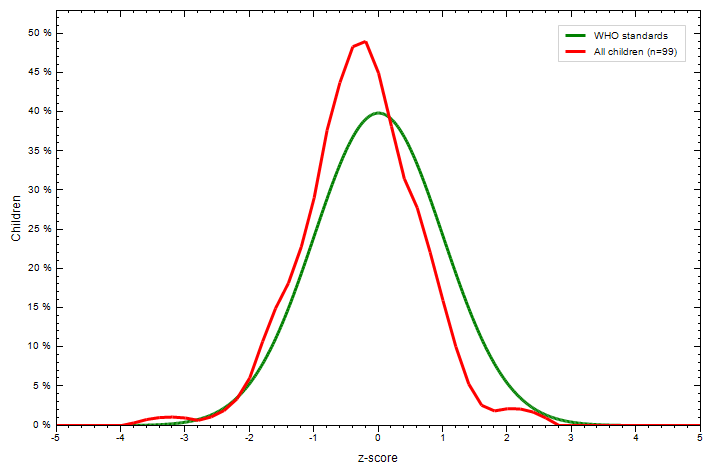 WHO standards
All children (n=99)
50 %
45 %
40 %
35 %
30 %
25 %
20 %
15 %
10 %
5 %
0 %
Children
-5 -4 -3 -2 -1 0 1 2 3 4 5
z-score